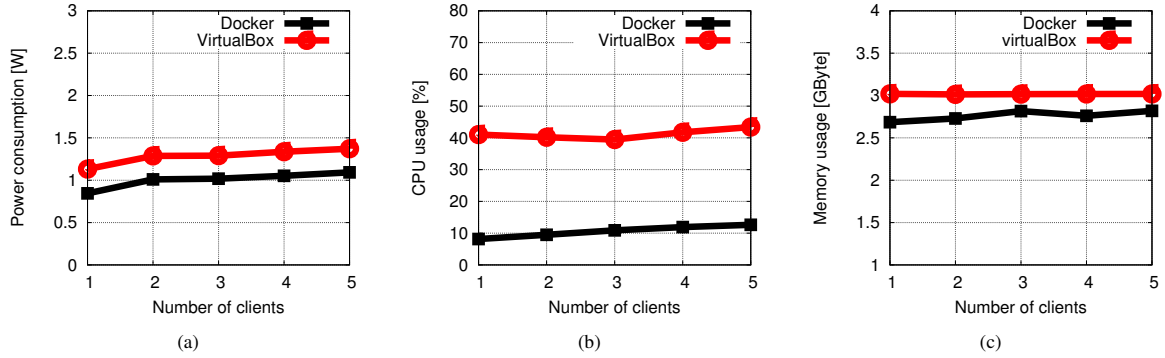 Power consumption [W]
3
2.5
2
1.5
1
0.5
0
1 2 3 4 5
Number of clients
Docker
VirtualBox
(a)
CPU usage [%]
80
70
60
50
40
30
20
10
0
1 2 3 4 5
Number of clients
Docker
VirtualBox
(b)
Memory usage [GByte]
4
3.5
3
2.5
2
1.5
1
1 2 3 4 5
Number of clients
Docker
virtualBox
(c)